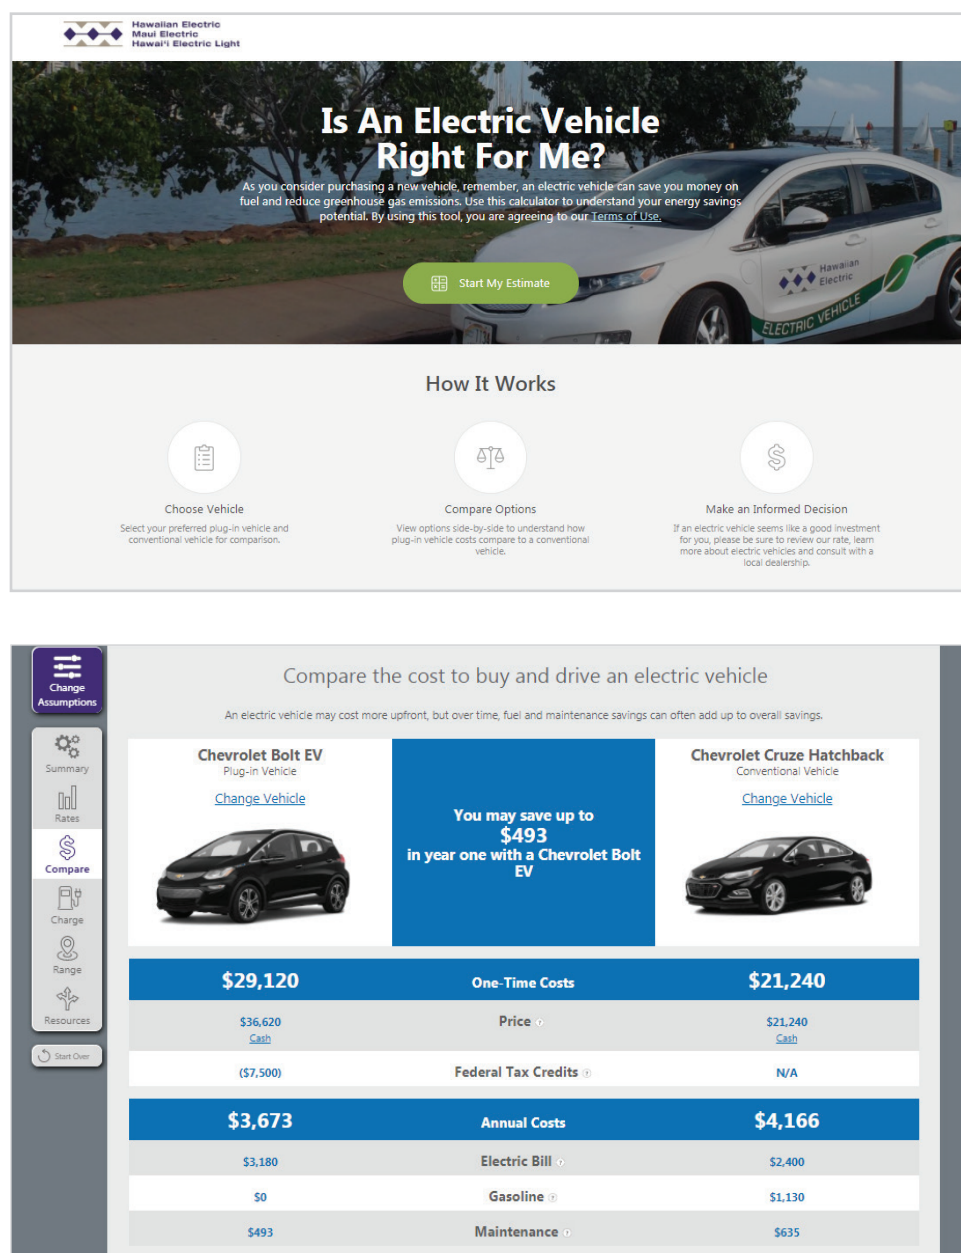 Hawaiian Electric
Maui Electric
Hawai'i Electric Light
Is An Electric Vehicle
Right For Me?
As you consider purchasing a new vehicle, remember, an electric vehicle can save you money on
fuel and reduce greenhouse gas emissions. Use this calculator to understand your energy savings
potential. By using this tool, you are agreeing to our Terms of Use.
Start My Estimate
Hawaiian
Electric
ELECTRIC VEHICLE
How It Works
Choose Vehicle
Select your preferred plug-in vehicle and
conventional vehicle for comparison.
Compare Options
View options side-by-side to understand how
plug-in vehicle costs compare to a conventional
vehicle.
Make an Informed Decision
If an electric vehicle seems like a good investment
for you, please be sure to review our rate, learn
more about electric vehicles and consult with a
local dealership.
Change
Assumptions
Summary
Rates
Compare
Charge
Range
Resources
Start Over
Compare the cost to buy and drive an electric vehicle
An electric vehicle may cost more upfront, but over time, fuel and maintenance savings can often add up to overall savings.
Chevrolet Bolt EV
Plug-in Vehicle
Change Vehicle
You may save up to
$493
in year one with a Chevrolet Bolt
EV
Chevrolet Cruze Hatchback
Conventional Vehicle
Change Vehicle
$29,120 One-Time Costs $21,240
$36,620 Price $21,240
Cash Cash
($7,500) Federal Tax Credits N/A
$3,673 Annual Costs $4,166
$3,180 Electric Bill $2,400
$0 Gasoline $1,130
$493 Maintenance $635